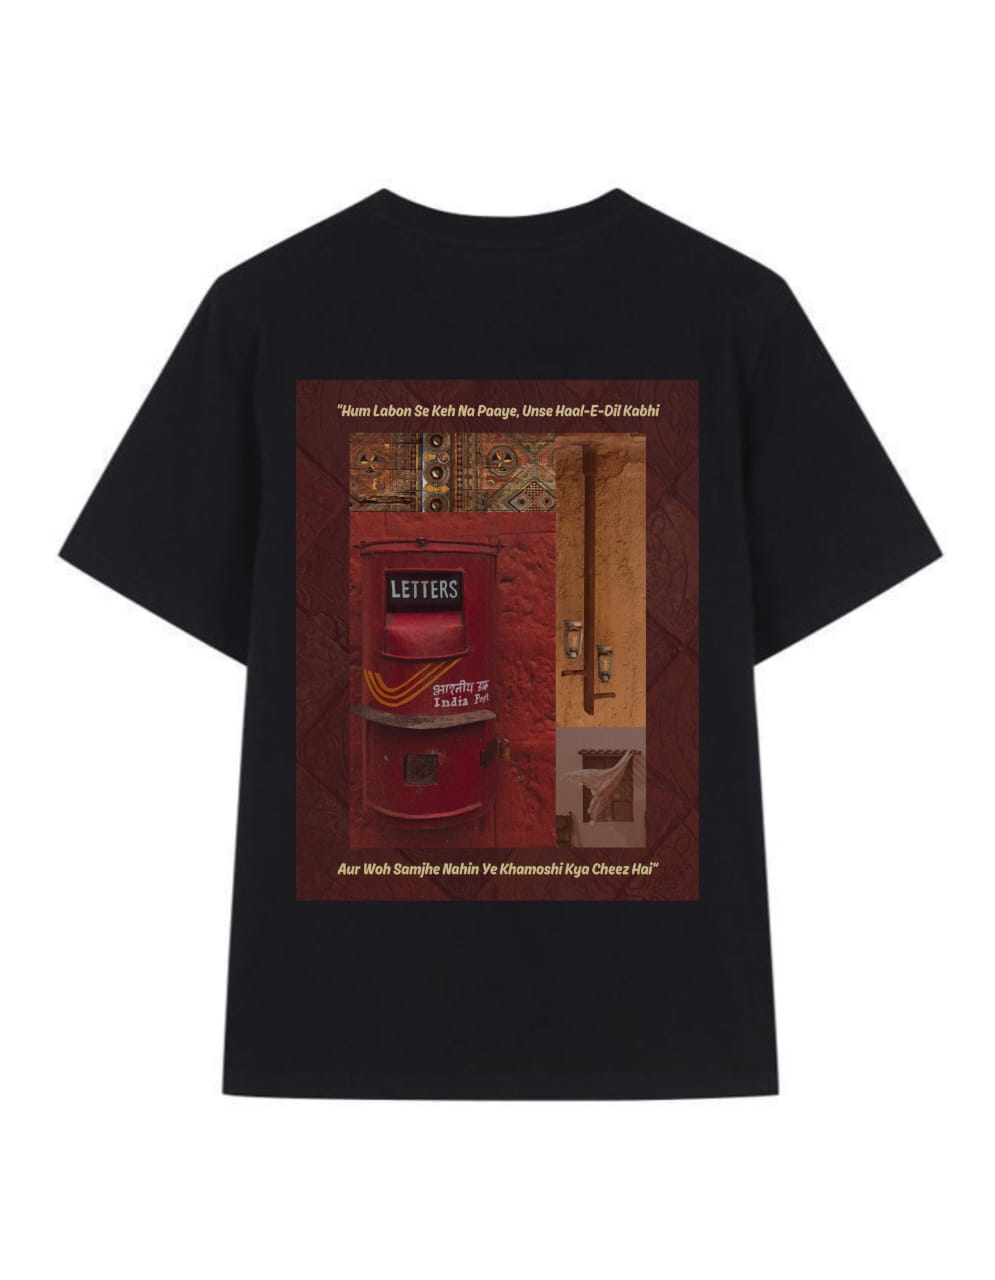 "Hum Labon Se Keh Na Paaye, Unse Haal-E-Dil Kabhi
LETTERS
भारतीय डाक
India Post
Aur Woh Samjhe Nahin Ye Khamoshi Kya Cheez Hai"